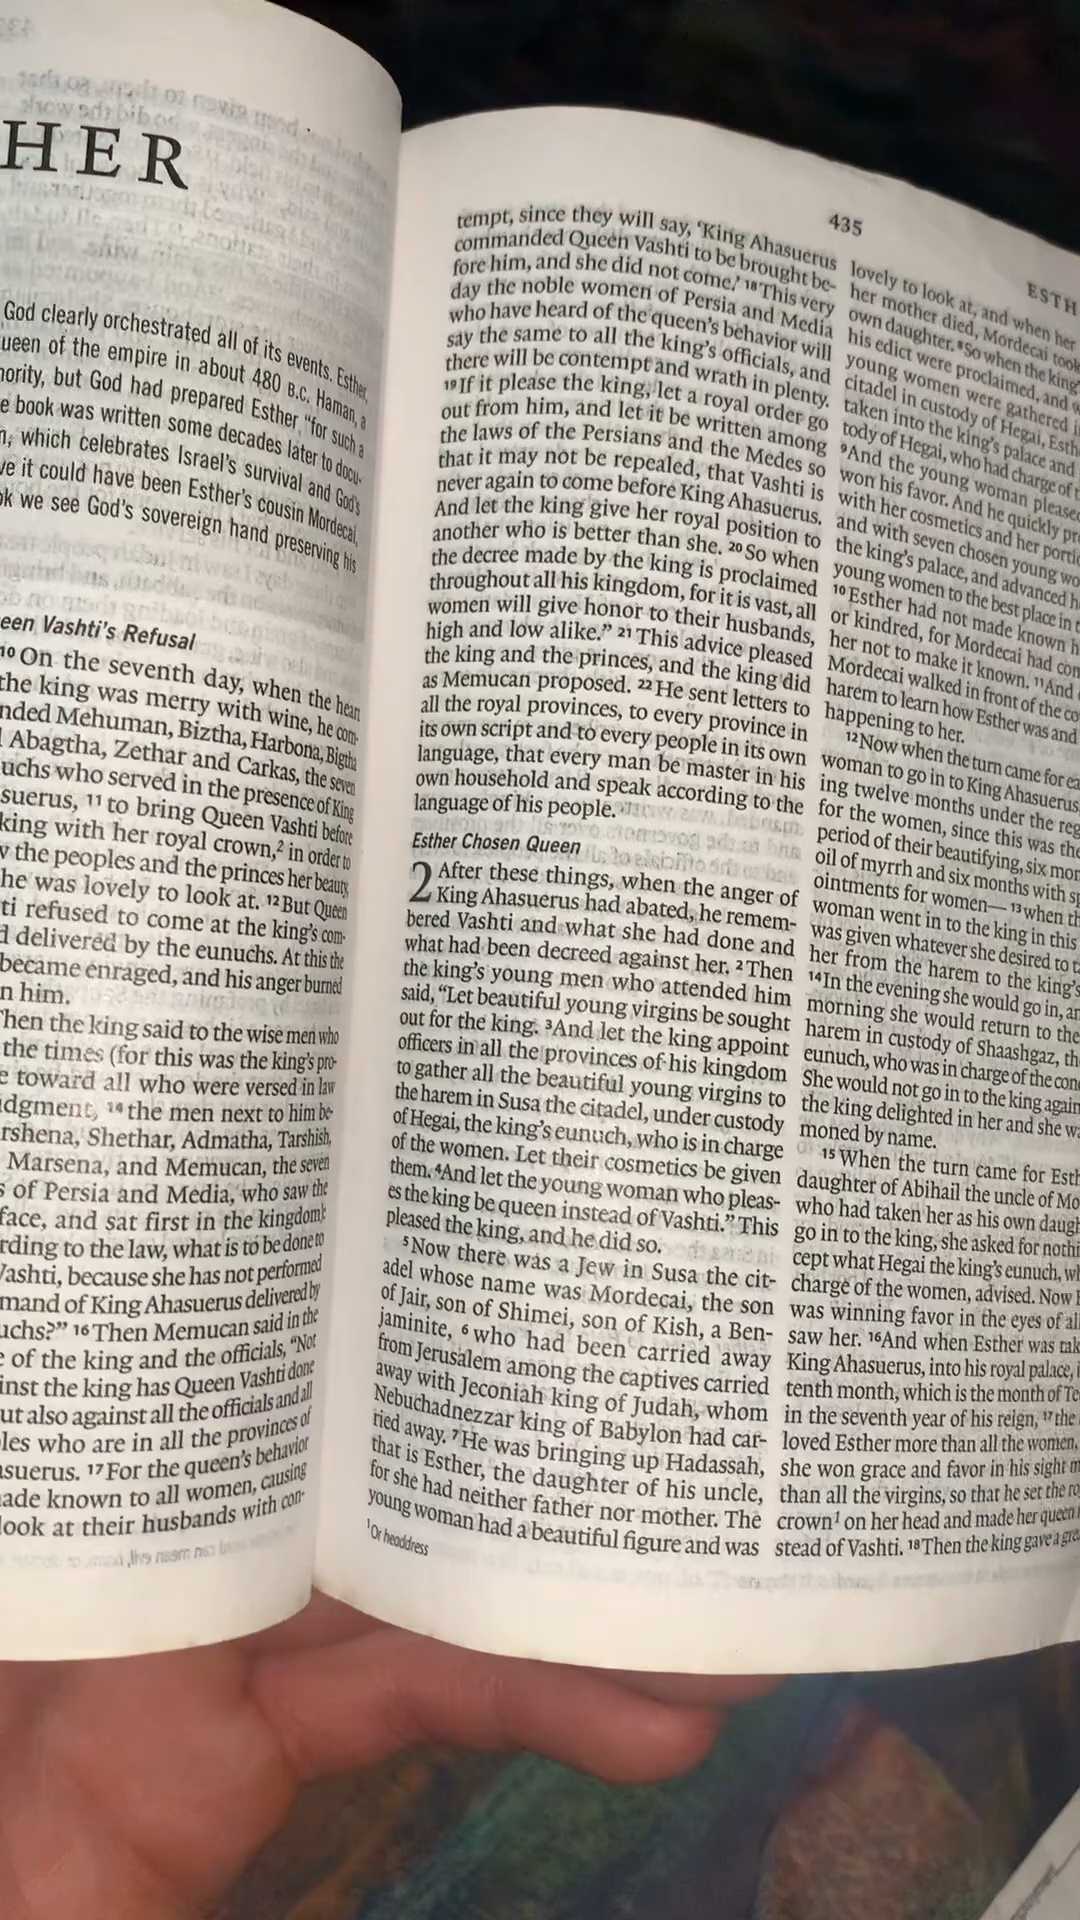 HER
God clearly orchestrated all of its events. Esther,
ueen of the empire in about 480 B.C. Haman, a
nority, but God had prepared Esther “for such a
e book was written some decades later to docu-
, which celebrates Israel's survival and God's
ve it could have been Esther's cousin Mordecai,
ok we see God's sovereign hand preserving his
een Vashti's Refusal
10 On the seventh day, when the heart
the king was merry with wine, he com-
nded Mehuman, Biztha, Harbona, Bigtha
Abagtha, Zethar and Carkas, the seven
uchs who served in the presence of King
suerus, 11 to bring Queen Vashti before
king with her royal crown,2 in order to
the peoples and the princes her beauty,
he was lovely to look at. 12 But Queen
ti refused to come at the king's com-
d delivered by the eunuchs. At this the
became enraged, and his anger burned
n him.
Then the king said to the wise men who
the times (for this was the king's pro-
e toward all who were versed in law
udgment, 14 the men next to him be-
rshena, Shethar, Admatha, Tarshish,
Marsena, and Memucan, the seven
s of Persia and Media, who saw the
face, and sat first in the kingdom):
rding to the law, what is to be done to
Vashti, because she has not performed
mand of King Ahasuerus delivered by
uchs?” 16 Then Memucan said in the
e of the king and the officials, “Not
inst the king has Queen Vashti done
ut also against all the officials and all
les who are in all the provinces of
asuerus. 17 For the queen's behavior
ade known to all women, causing
look at their husbands with con-
435
tempt, since they will say, ‘King Ahasuerus
commanded Queen Vashti to be brought be-
fore him, and she did not come.’ 18 This very
day the noble women of Persia and Media
who have heard of the queen's behavior will
say the same to all the king's officials, and
there will be contempt and wrath in plenty.
19 If it please the king, let a royal order go
out from him, and let it be written among
the laws of the Persians and the Medes so
that it may not be repealed, that Vashti is
never again to come before King Ahasuerus.
And let the king give her royal position to
another who is better than she. 20 So when
the decree made by the king is proclaimed
throughout all his kingdom, for it is vast, all
women will give honor to their husbands,
high and low alike.” 21 This advice pleased
the king and the princes, and the king did
as Memucan proposed. 22 He sent letters to
all the royal provinces, to every province in
its own script and to every people in its own
language, that every man be master in his
own household and speak according to the
language of his people.
Esther Chosen Queen
2 After these things, when the anger of
King Ahasuerus had abated, he remem-
bered Vashti and what she had done and
what had been decreed against her. 2 Then
the king's young men who attended him
said, “Let beautiful young virgins be sought
out for the king. 3 And let the king appoint
officers in all the provinces of his kingdom
to gather all the beautiful young virgins to
the harem in Susa the citadel, under custody
of Hegai, the king's eunuch, who is in charge
of the women. Let their cosmetics be given
them. 4 And let the young woman who pleas-
es the king be queen instead of Vashti.” This
pleased the king, and he did so.
5 Now there was a Jew in Susa the cit-
adel whose name was Mordecai, the son
of Jair, son of Shimei, son of Kish, a Ben-
jaminite, 6 who had been carried away
from Jerusalem among the captives carried
away with Jeconiah king of Judah, whom
Nebuchadnezzar king of Babylon had car-
ried away. 7 He was bringing up Hadassah,
that is Esther, the daughter of his uncle,
for she had neither father nor mother. The
young woman had a beautiful figure and was
1 Or headdress
ESTH
lovely to look at, and when her
her mother died, Mordecai took
own daughter. 8 So when the king's
his edict were proclaimed, and w
young women were gathered i
citadel in custody of Hegai, Esth
taken into the king's palace and
tody of Hegai, who had charge of t
9 And the young woman please
won his favor. And he quickly pr
with her cosmetics and her portio
and with seven chosen young wo
the king's palace, and advanced h
young women to the best place in t
10 Esther had not made known h
or kindred, for Mordecai had com
her not to make it known. 11 And
Mordecai walked in front of the co
harem to learn how Esther was and
happening to her.
12 Now when the turn came for ea
woman to go in to King Ahasuerus,
ing twelve months under the reg
for the women, since this was the
period of their beautifying, six mon
oil of myrrh and six months with sp
ointments for women— 13 when th
woman went in to the king in this
was given whatever she desired to t
her from the harem to the king's
14 In the evening she would go in, an
morning she would return to the
harem in custody of Shaashgaz, th
eunuch, who was in charge of the conc
She would not go in to the king again
the king delighted in her and she wa
moned by name.
15 When the turn came for Esth
daughter of Abihail the uncle of Mo
who had taken her as his own daugh
go in to the king, she asked for nothi
cept what Hegai the king's eunuch, wh
charge of the women, advised. Now
was winning favor in the eyes of all
saw her. 16 And when Esther was tak
King Ahasuerus, into his royal palace, i
tenth month, which is the month of Te
in the seventh year of his reign, 17 the
loved Esther more than all the women,
she won grace and favor in his sight m
than all the virgins, so that he set the ro
crown1 on her head and made her queen
stead of Vashti. 18 Then the king gave a gre